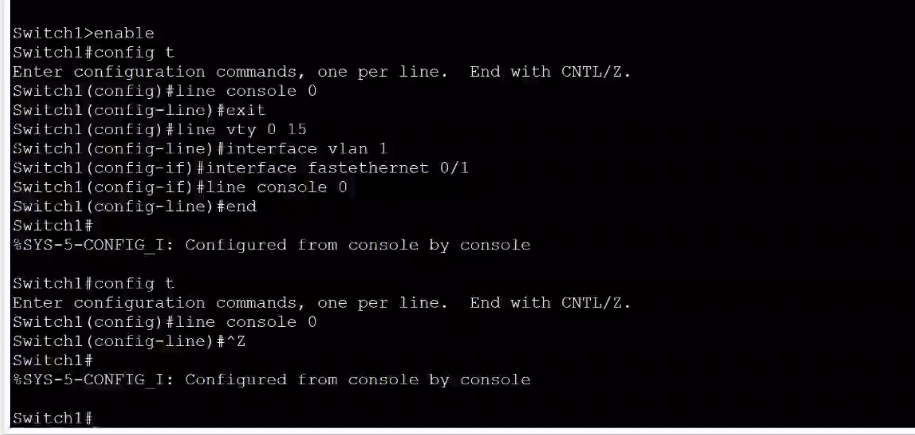 Switch1>enable
Switch1#config t
Enter configuration commands, one per line.  End with CNTL/Z.
Switch1(config)#line console 0
Switch1(config-line)#exit
Switch1(config)#line vty 0 15
Switch1(config-line)#interface vlan 1
Switch1(config-if)#interface fastethernet 0/1
Switch1(config-if)#line console 0
Switch1(config-line)#end
Switch1#
%SYS-5-CONFIG_I: Configured from console by console
Switch1#config t
Enter configuration commands, one per line.  End with CNTL/Z.
Switch1(config)#line console 0
Switch1(config-line)#^Z
Switch1#
%SYS-5-CONFIG_I: Configured from console by console
Switch1#